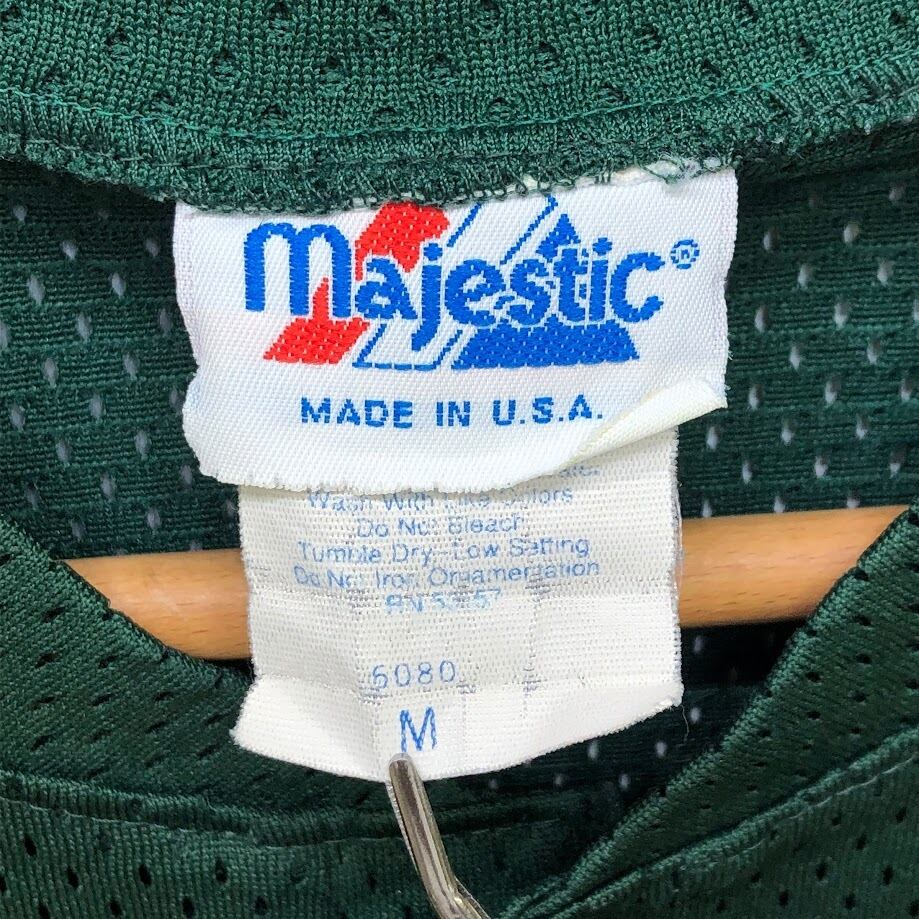 Majestic®
MADE IN U.S.A.
Wash With Like Colors
Do Not Bleach
Tumble Dry-Low Setting
Do Not Iron Ornamentation
RN 
6080
M